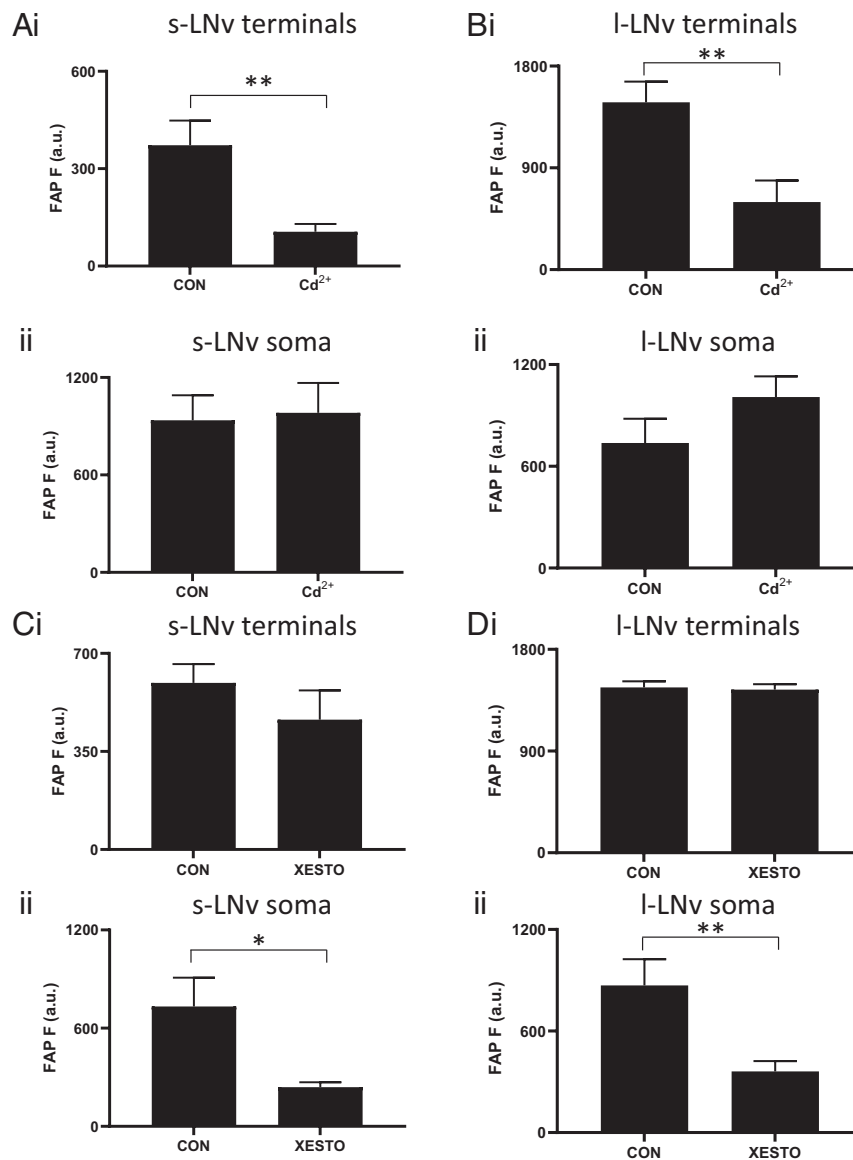 Ai
s-LNv terminals
600
300
0
FAP F (a.u.)
**
CON
Cd²⁺
Bi
l-LNv terminals
1800
900
0
FAP F (a.u.)
**
CON
Cd²⁺
ii
s-LNv soma
1200
600
0
FAP F (a.u.)
CON
Cd²⁺
ii
l-LNv soma
1200
600
0
FAP F (a.u.)
CON
Cd²⁺
Ci
s-LNv terminals
700
350
0
FAP F (a.u.)
CON
XESTO
Di
l-LNv terminals
1800
900
0
FAP F (a.u.)
CON
XESTO
ii
s-LNv soma
1200
600
0
FAP F (a.u.)
*
CON
XESTO
ii
l-LNv soma
1200
600
0
FAP F (a.u.)
**
CON
XESTO